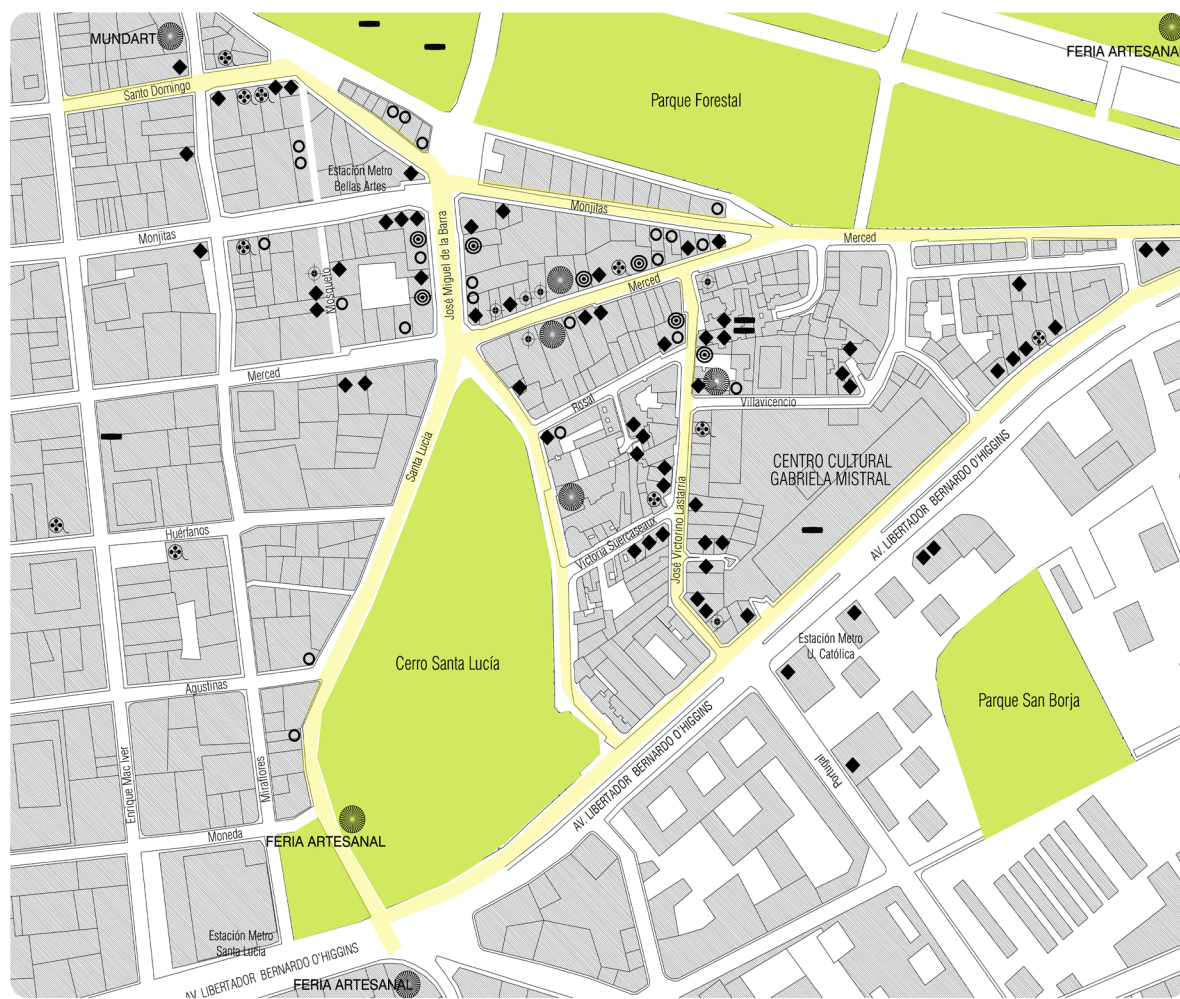 MUNDART
FERIA ARTESANAL
Santo Domingo
Parque Forestal
Estación Metro
Bellas Artes
Monjitas
Monjitas
Merced
José Miguel de la Barra
Mosqueto
Merced
Merced
Rosal
Villavicencio
Santa Lucía
CENTRO CULTURAL
GABRIELA MISTRAL
AV. LIBERTADOR BERNARDO O'HIGGINS
Huérfanos
Victoria Suercaseaux
José Victorino Lastarria
Estación Metro
U. Católica
Cerro Santa Lucía
Agustinas
Parque San Borja
Enrique Mac Iver
Miraflores
AV. LIBERTADOR BERNARDO O'HIGGINS
Portugal
Moneda
FERIA ARTESANAL
Estación Metro
Santa Lucía
AV. LIBERTADOR BERNARDO O'HIGGINS
FERIA ARTESANAL